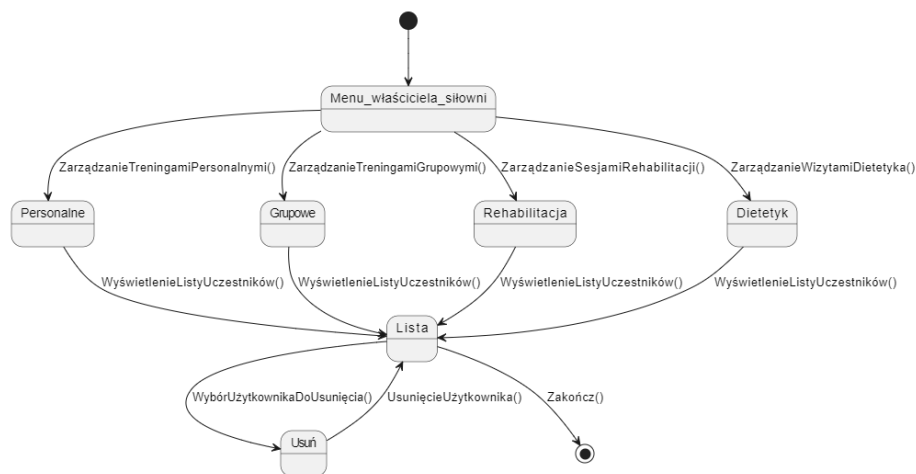 Menu_właściciela_siłowni
ZarządzanieTreningamiPersonalnymi()
ZarządzanieTreningamiGrupowymi()
ZarządzanieSesjamiRehabilitacji()
ZarządzanieWizytamiDietetyka()
Personalne
Grupowe
Rehabilitacja
Dietetyk
WyświetlenieListyUczestników()
WyświetlenieListyUczestników()
WyświetlenieListyUczestników()
WyświetlenieListyUczestników()
Lista
WybórUżytkownikaDoUsunięcia()
UsunięcieUżytkownika()
Zakończ()
Usuń